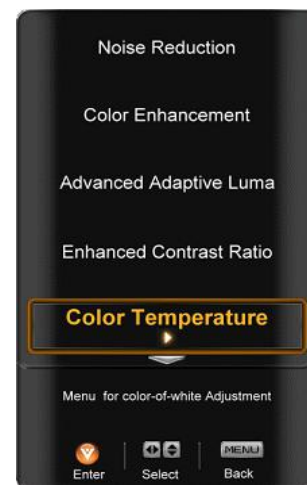 Noise Reduction
Color Enhancement
Advanced Adaptive Luma
Enhanced Contrast Ratio
Color Temperature
Menu for color-of-white Adjustment
MENU
Enter Select Back